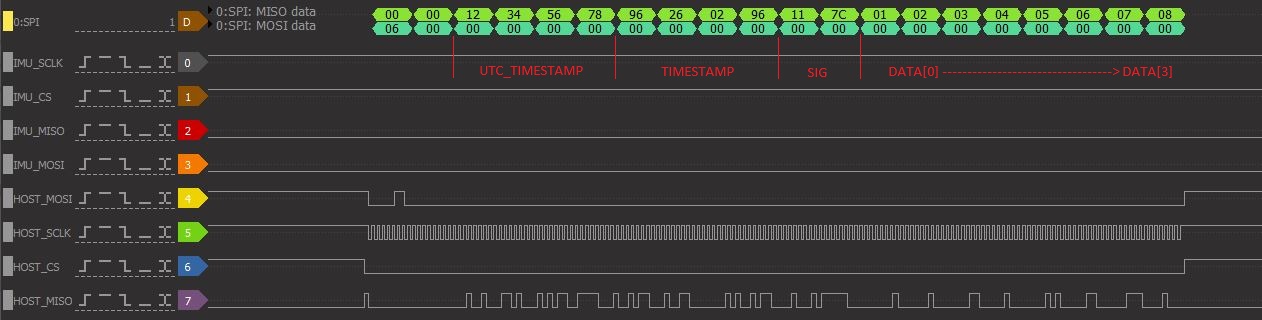 0:SPI 1 D 0:SPI: MISO data 00 00 12 34 56 78 96 26 02 96 11 7C 01 02 03 04 05 06 07 08
0:SPI: MOSI data 06 00 00 00 00 00 00 00 00 00 00 00 00 00 00 00 00 00 00 00
IMU_SCLK 0
UTC_TIMESTAMP TIMESTAMP SIG DATA[0] --------------------------------> DATA[3]
IMU_CS 1
IMU_MISO 2
IMU_MOSI 3
HOST_MOSI 4
HOST_SCLK 5
HOST_CS 6
HOST_MISO 7